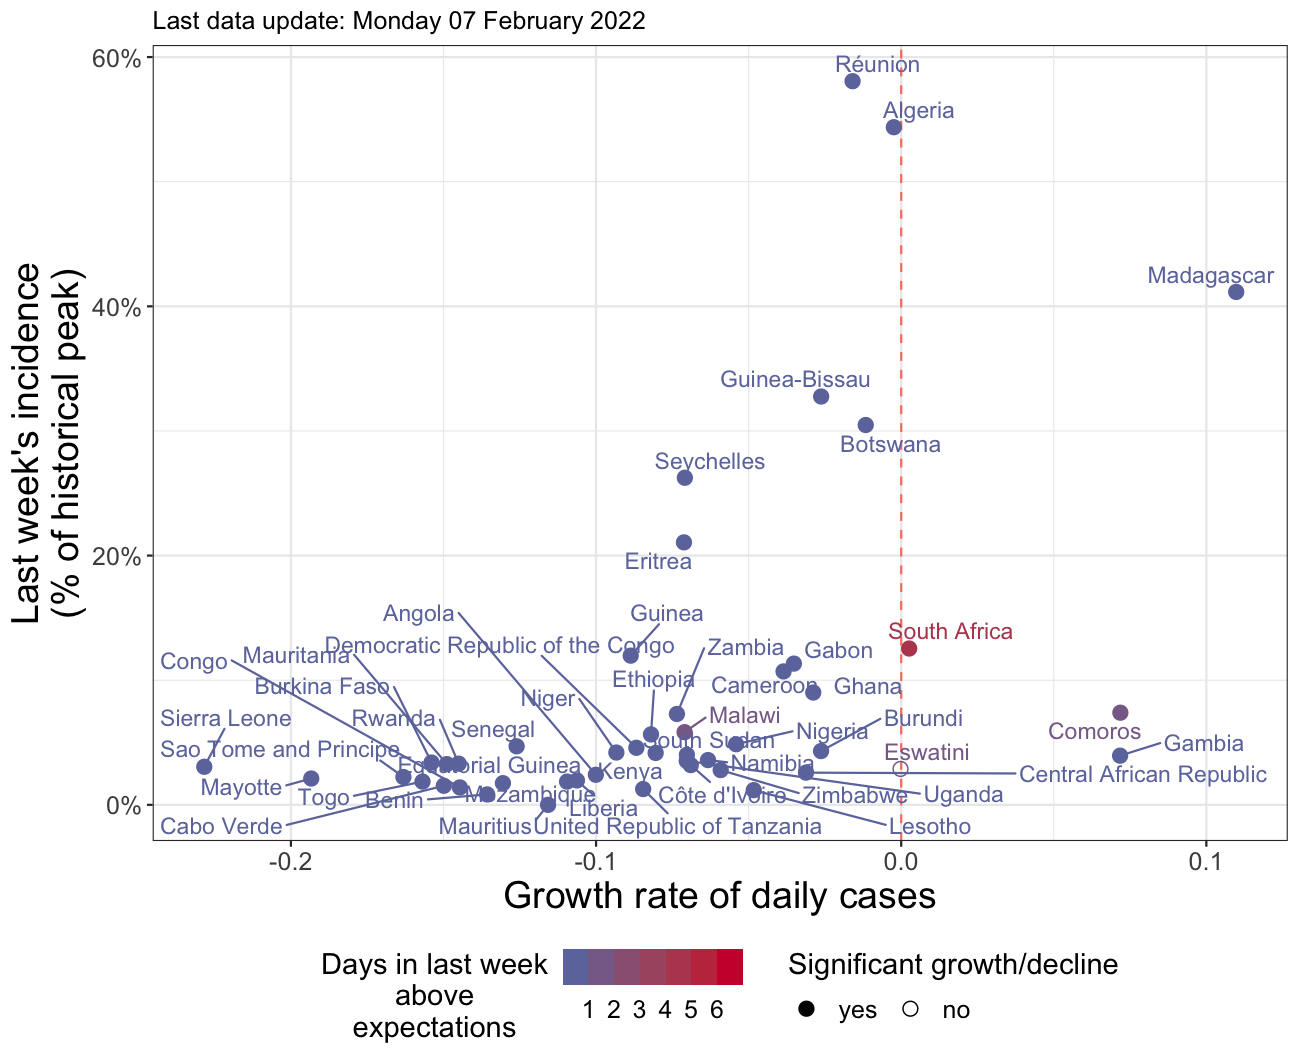 Last data update: Monday 07 February 2022
Last week's incidence
(% of historical peak)
60%
40%
20%
0%
Réunion
Algeria
Madagascar
Guinea-Bissau
Botswana
Seychelles
Eritrea
Angola
Guinea
South Africa
Democratic Republic of the Congo
Zambia
Gabon
Congo
Mauritania
Ethiopia
Cameroon
Ghana
Burkina Faso
Niger
Malawi
Sierra Leone
Rwanda
Senegal
Nigeria
Burundi
Comoros
Sao Tome and Principe
South Sudan
Eswatini
Gambia
Equatorial Guinea
Kenya
Namibia
Central African Republic
Mayotte
Togo
Benin
Mozambique
Liberia
Côte d'Ivoire
Zimbabwe
Uganda
Cabo Verde
Mauritius
United Republic of Tanzania
Lesotho
-0.2
-0.1
0.0
0.1
Growth rate of daily cases
Days in last week
above
expectations
1 2 3 4 5 6
Significant growth/decline
yes
no